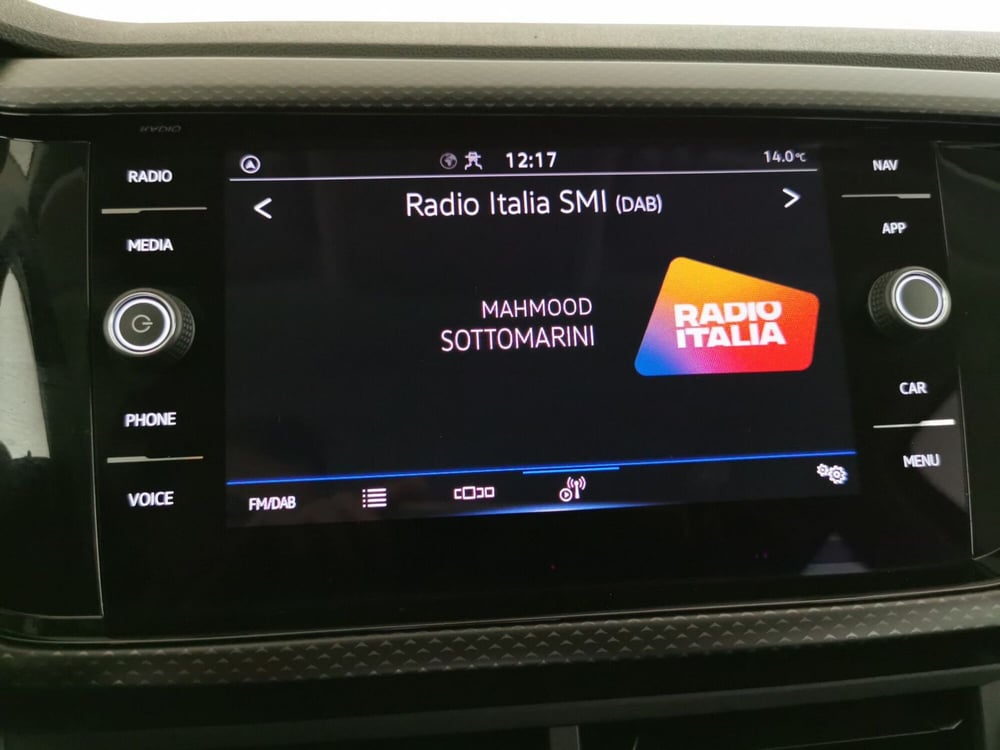 RADIO
MEDIA
PHONE
VOICE
12:17
14.0°C
< Radio Italia SMI (DAB) >
MAHMOOD
SOTTOMARINI
RADIO
ITALIA
FM/DAB
NAV
APP
CAR
MENU